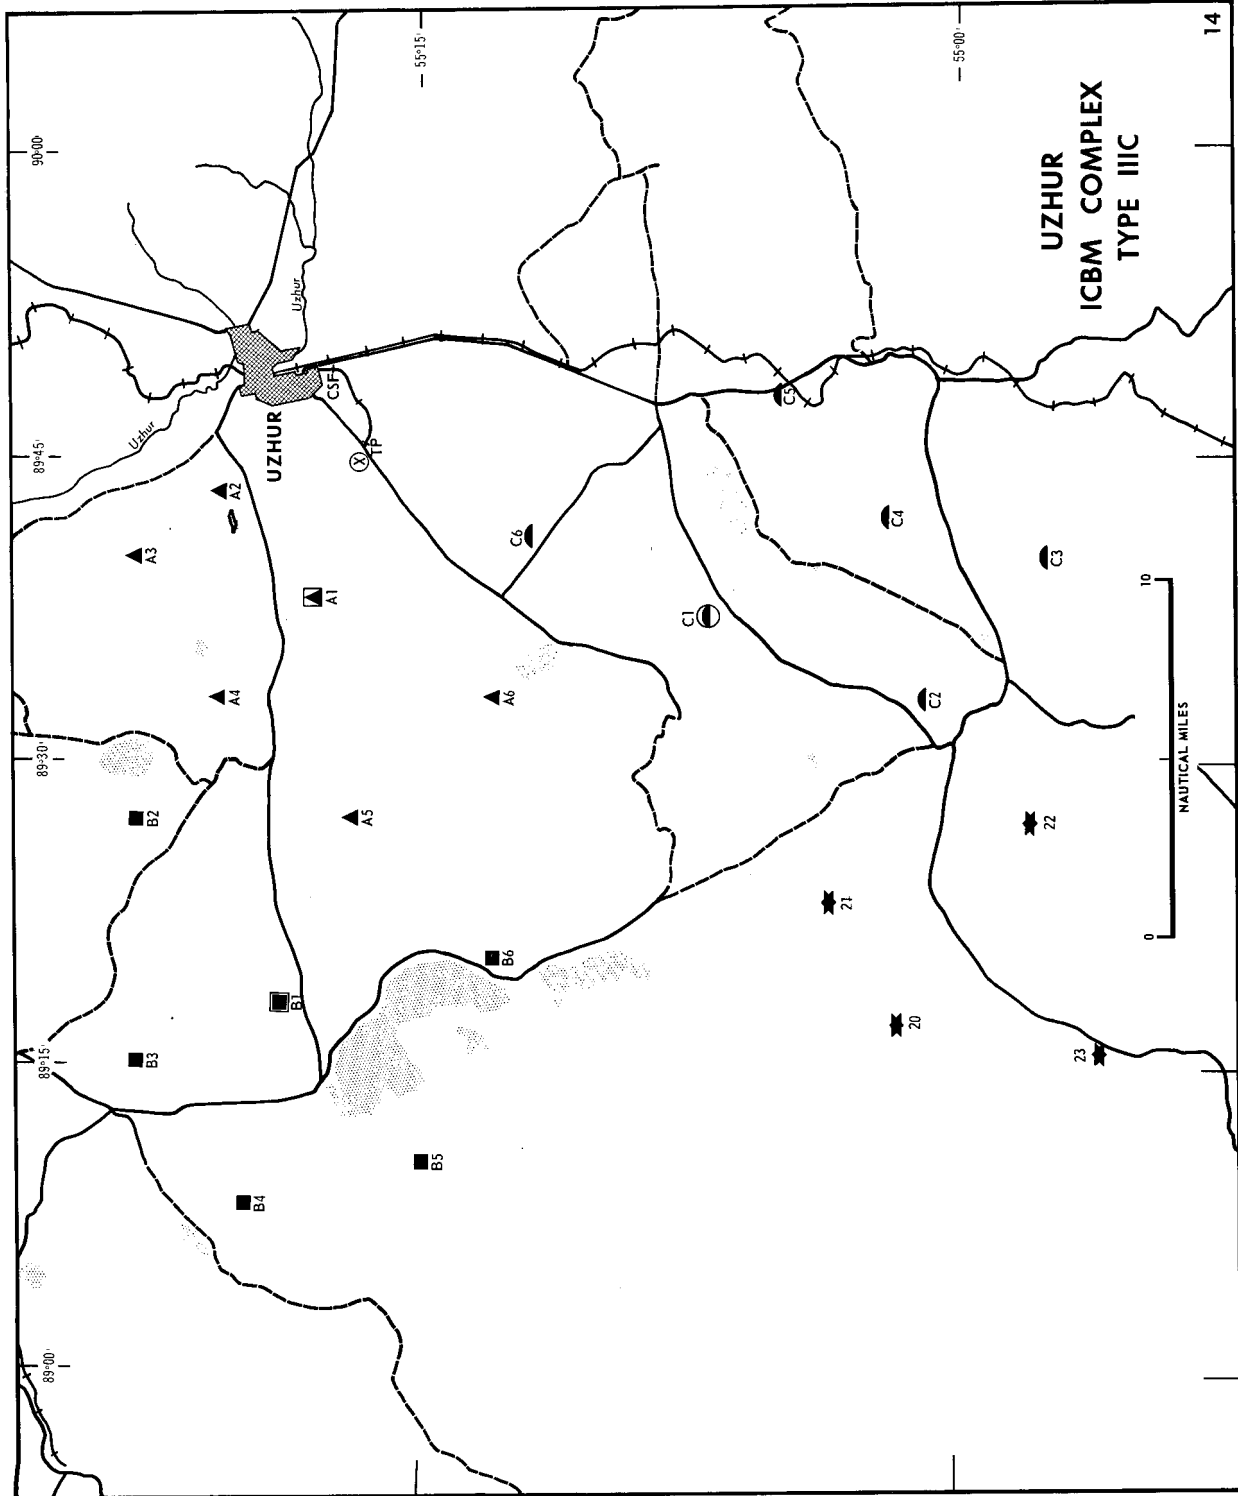 UZHUR
ICBM COMPLEX
TYPE IIIC
14
89°00'
89°15'
89°30'
89°45'
90°00'
55°15'
55°00'
Uzhur
Uzhur
UZHUR
CSF
TP
X
A1
A2
A3
A4
A5
A6
B1
B2
B3
B4
B5
B6
C1
C2
C3
C4
C5
C6
20
21
22
23
0 10
NAUTICAL MILES